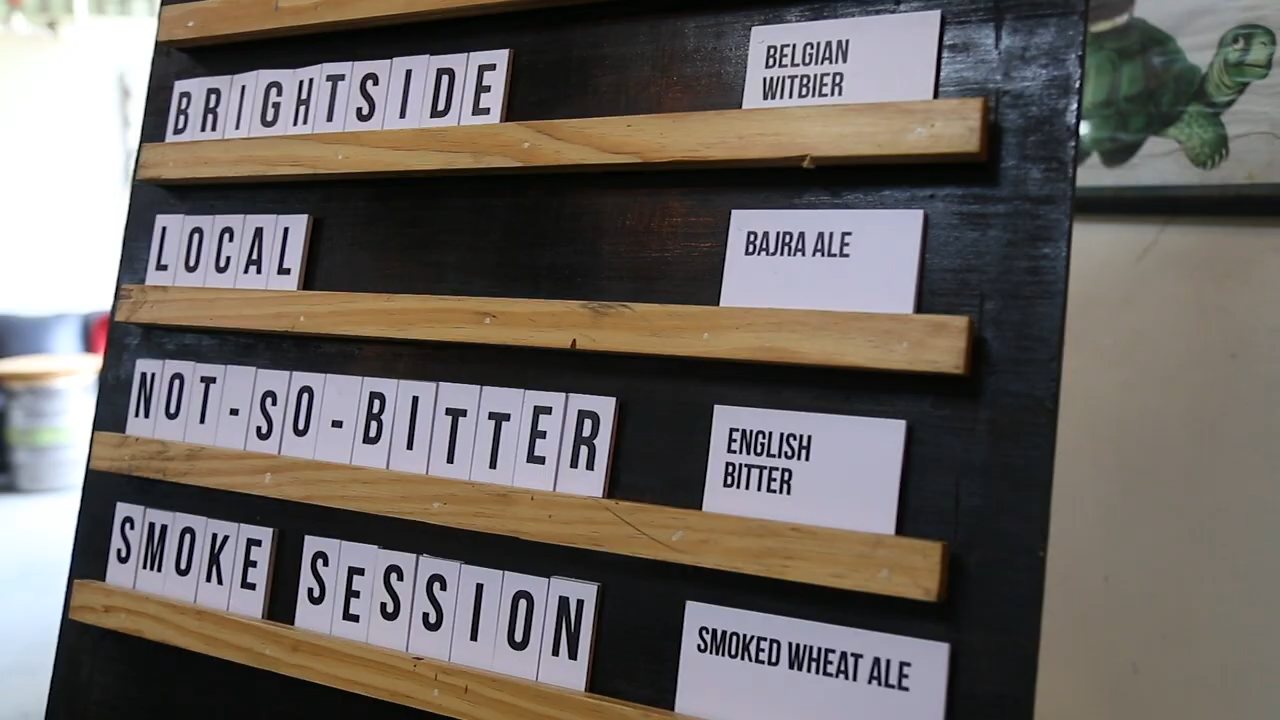 BRIGHTSIDE
BELGIAN
WITBIER
LOCAL
BAJRA ALE
NOT-SO-BITTER
ENGLISH
BITTER
SMOKE SESSION
SMOKED WHEAT ALE